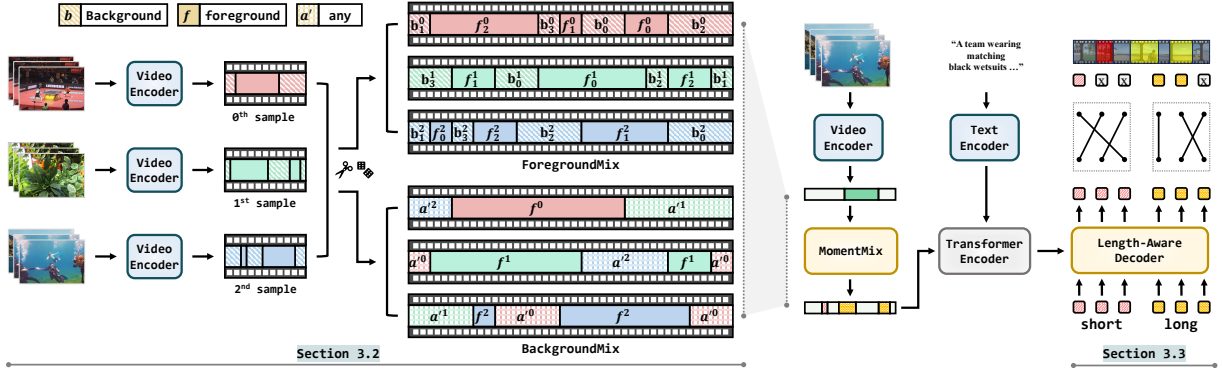 b Background f foreground a′ any
Video Encoder
0th sample
Video Encoder
1st sample
Video Encoder
2nd sample
b₁⁰ f₂⁰ b₃⁰ f₁⁰ b₀⁰ f₀⁰ b₂⁰
b₃¹ f₁¹ b₀¹ f₀¹ b₂¹ f₂¹ b₁¹
b₁² f₀² b₃² f₂² b₂² f₁² b₀²
ForegroundMix
a′² f⁰ a′¹
a′⁰ f¹ a′² f¹ a′⁰
a′¹ f² a′⁰ f² a′⁰
BackgroundMix
Section 3.2
Video
Encoder
MomentMix
“A team wearing
matching
black wetsuits …”
Text
Encoder
Transformer
Encoder
X X X
Length-Aware
Decoder
short long
Section 3.3